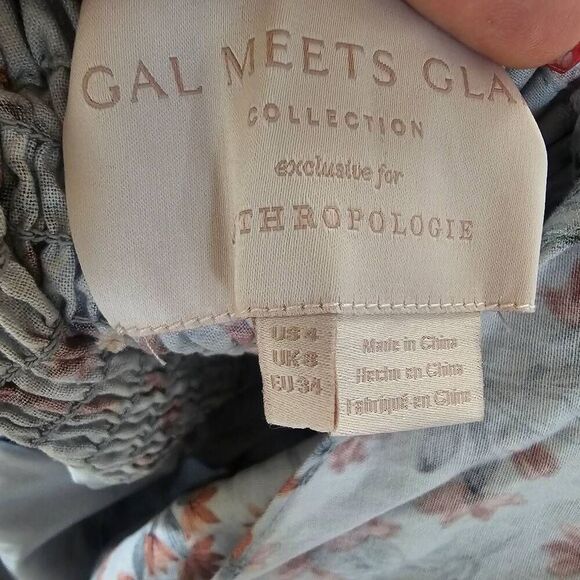 GAL MEETS GLA
COLLECTION
exclusive for
THROPOLOGIE
US 4
UK 8
EU 34
Made in China
Hecho en China
Fabriqué en China